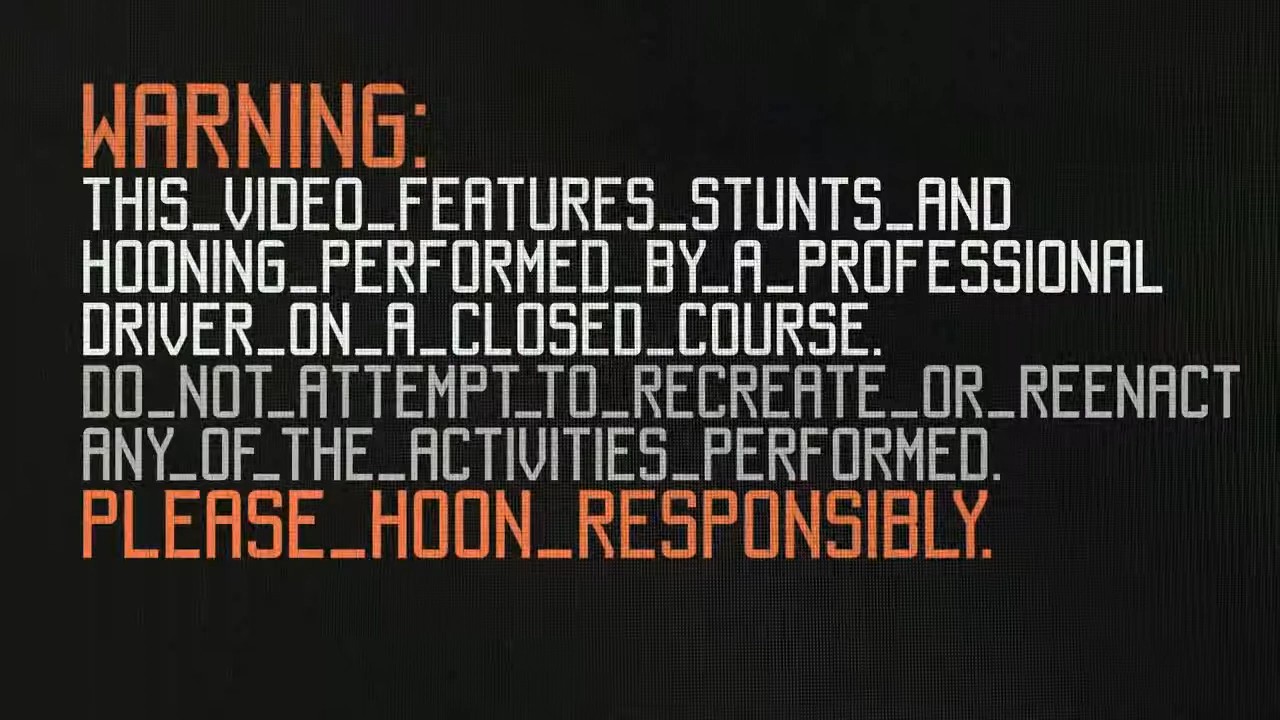 WARNING:
THIS_VIDEO_FEATURES_STUNTS_AND
HOONING_PERFORMED_BY_A_PROFESSIONAL
DRIVER_ON_A_CLOSED_COURSE.
DO_NOT_ATTEMPT_TO_RECREATE_OR_REENACT
ANY_OF_THE_ACTIVITIES_PERFORMED.
PLEASE_HOON_RESPONSIBLY.